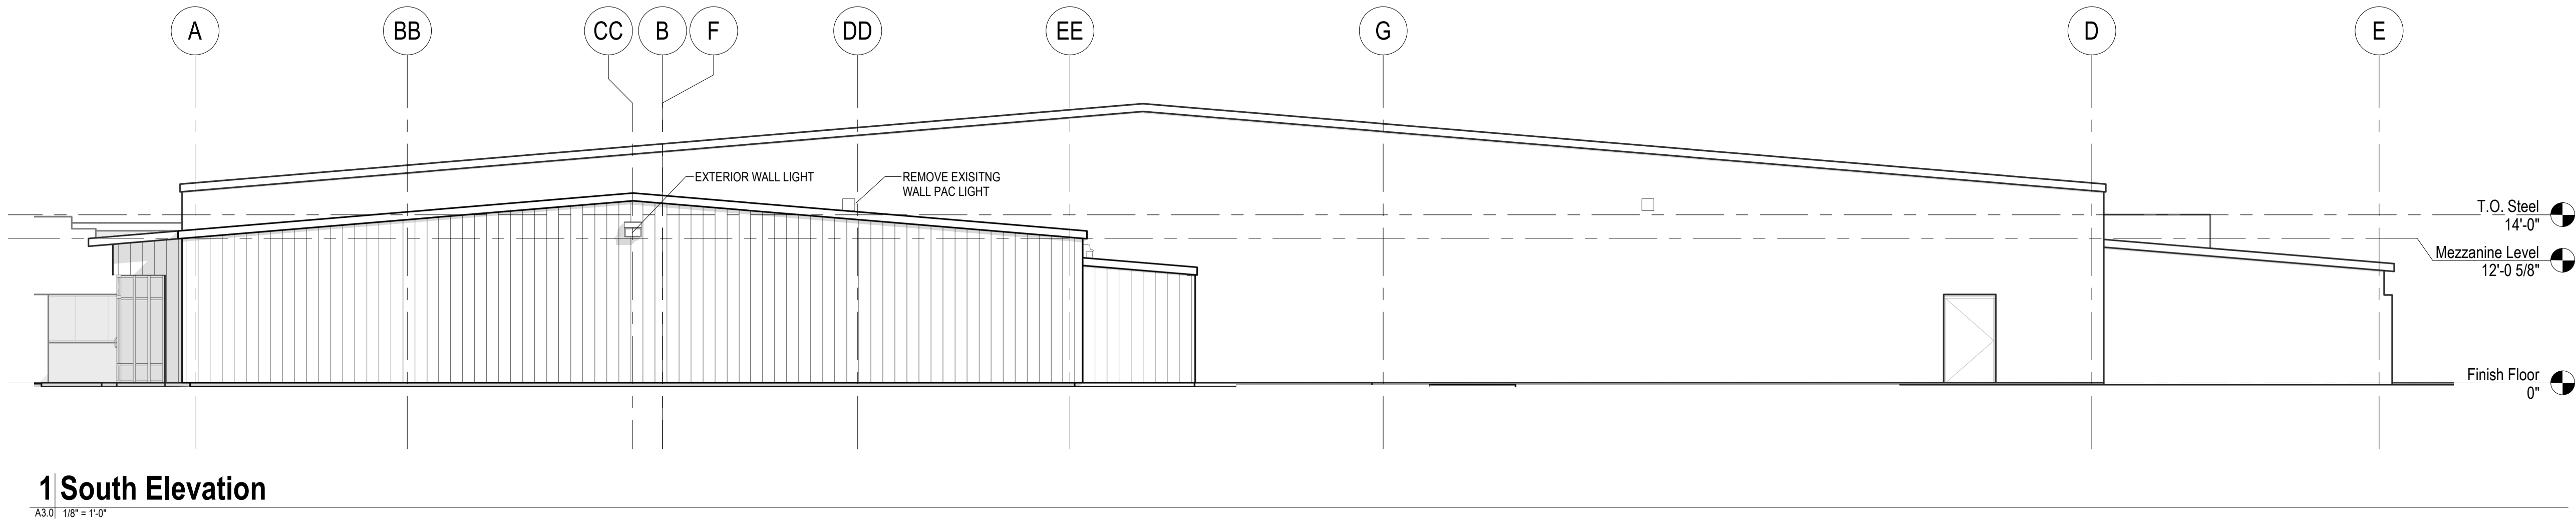 A BB CC B F DD EE G D E
EXTERIOR WALL LIGHT
REMOVE EXISITNG
WALL PAC LIGHT
T.O. Steel
14'-0"
Mezzanine Level
12'-0 5/8"
Finish Floor
0"
1 South Elevation
A3.0 1/8" = 1'-0"